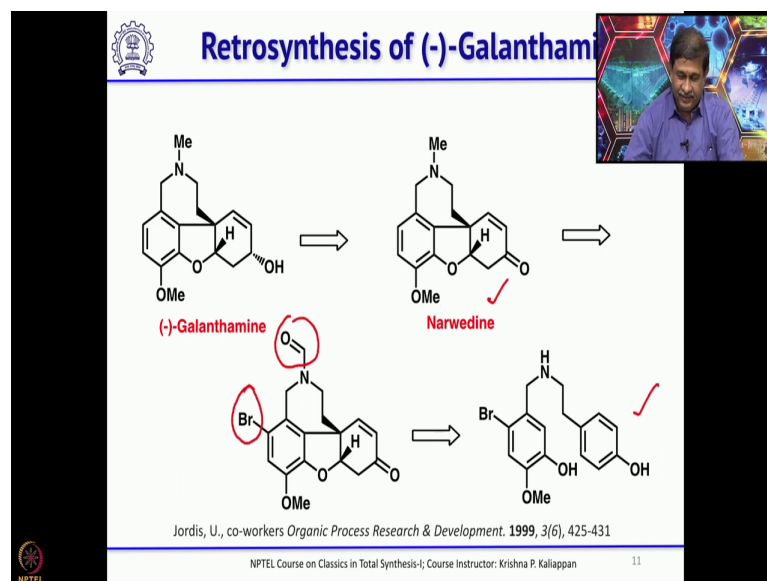 Retrosynthesis of (-)-Galanthami
Me
N
H
O
OH
OMe
(-)-Galanthamine
Me
N
H
O
O
OMe
Narwedine
O
N
Br
H
O
O
OMe
H
N
Br
OH
OMe
OH
Jordis, U., co-workers Organic Process Research & Development. 1999, 3(6), 425-431
NPTEL Course on Classics in Total Synthesis-I; Course Instructor: Krishna P. Kaliappan
11
NPTEL